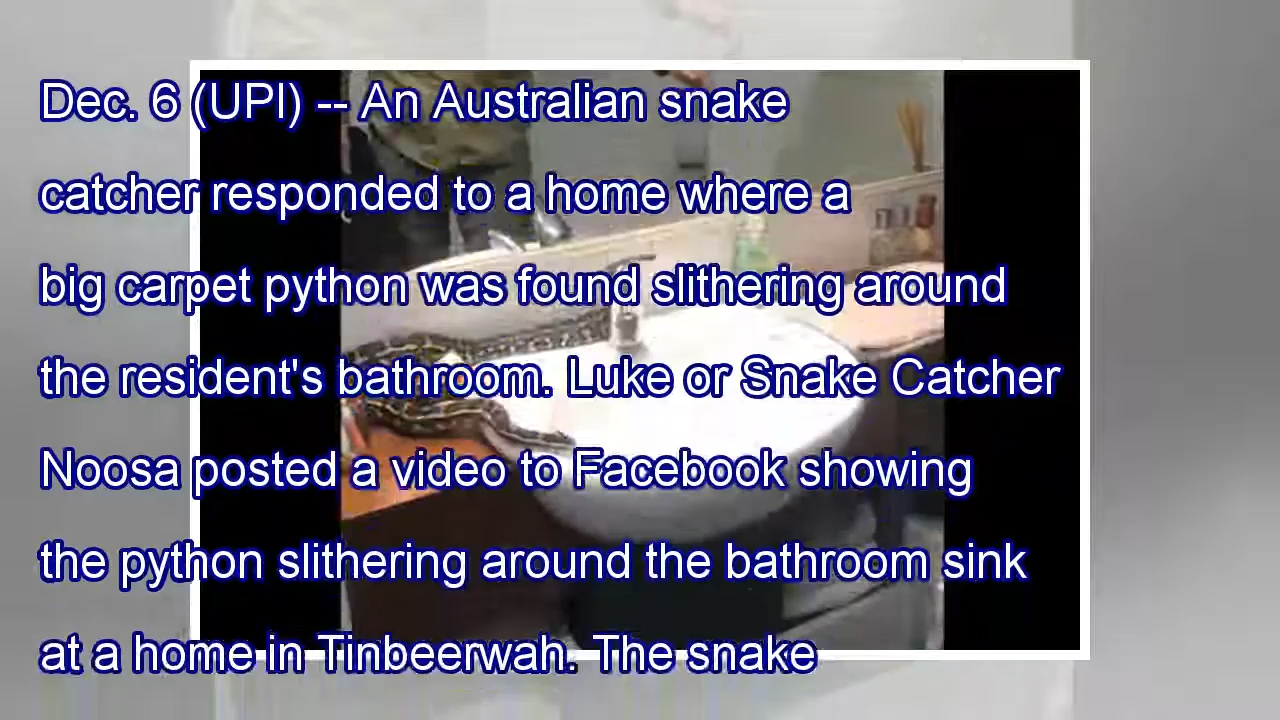 Dec. 6 (UPI) -- An Australian snake
catcher responded to a home where a
big carpet python was found slithering around
the resident's bathroom. Luke or Snake Catcher
Noosa posted a video to Facebook showing
the python slithering around the bathroom sink
at a home in Tinbeerwah. The snake